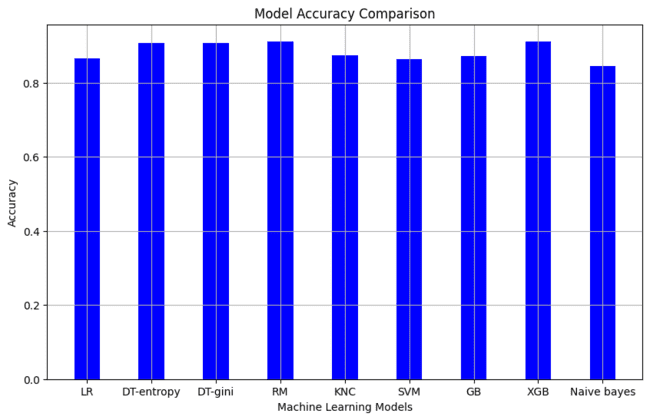 Model Accuracy Comparison
Accuracy
0.8
0.6
0.4
0.2
0.0
LR DT-entropy DT-gini RM KNC SVM GB XGB Naive bayes
Machine Learning Models